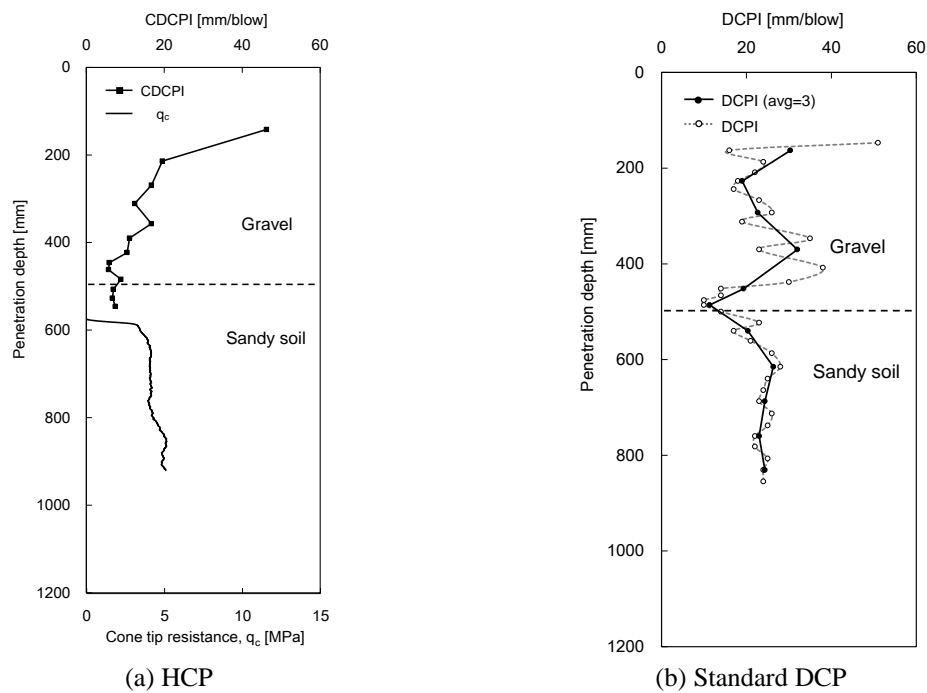 CDCPI [mm/blow]
0 20 40 60
0
200
400
600
800
1000
1200
Penetration depth [mm]
CDCPI
qc
Gravel
Sandy soil
0 5 10 15
Cone tip resistance, qc [MPa]
(a) HCP
DCPI [mm/blow]
0 20 40 60
0
200
400
600
800
1000
1200
Penetration depth [mm]
DCPI (avg=3)
DCPI
Gravel
Sandy soil
(b) Standard DCP